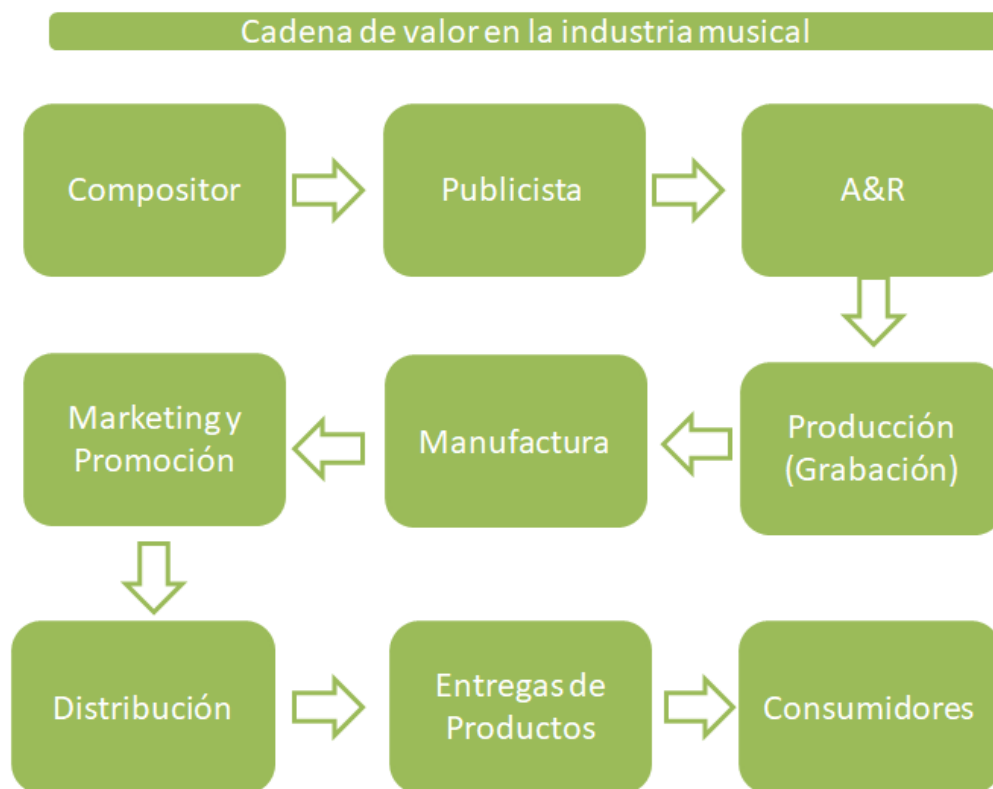 Cadena de valor en la industria musical
Compositor
Publicista
A&R
Producción
(Grabación)
Manufactura
Marketing y
Promoción
Distribución
Entregas de
Productos
Consumidores